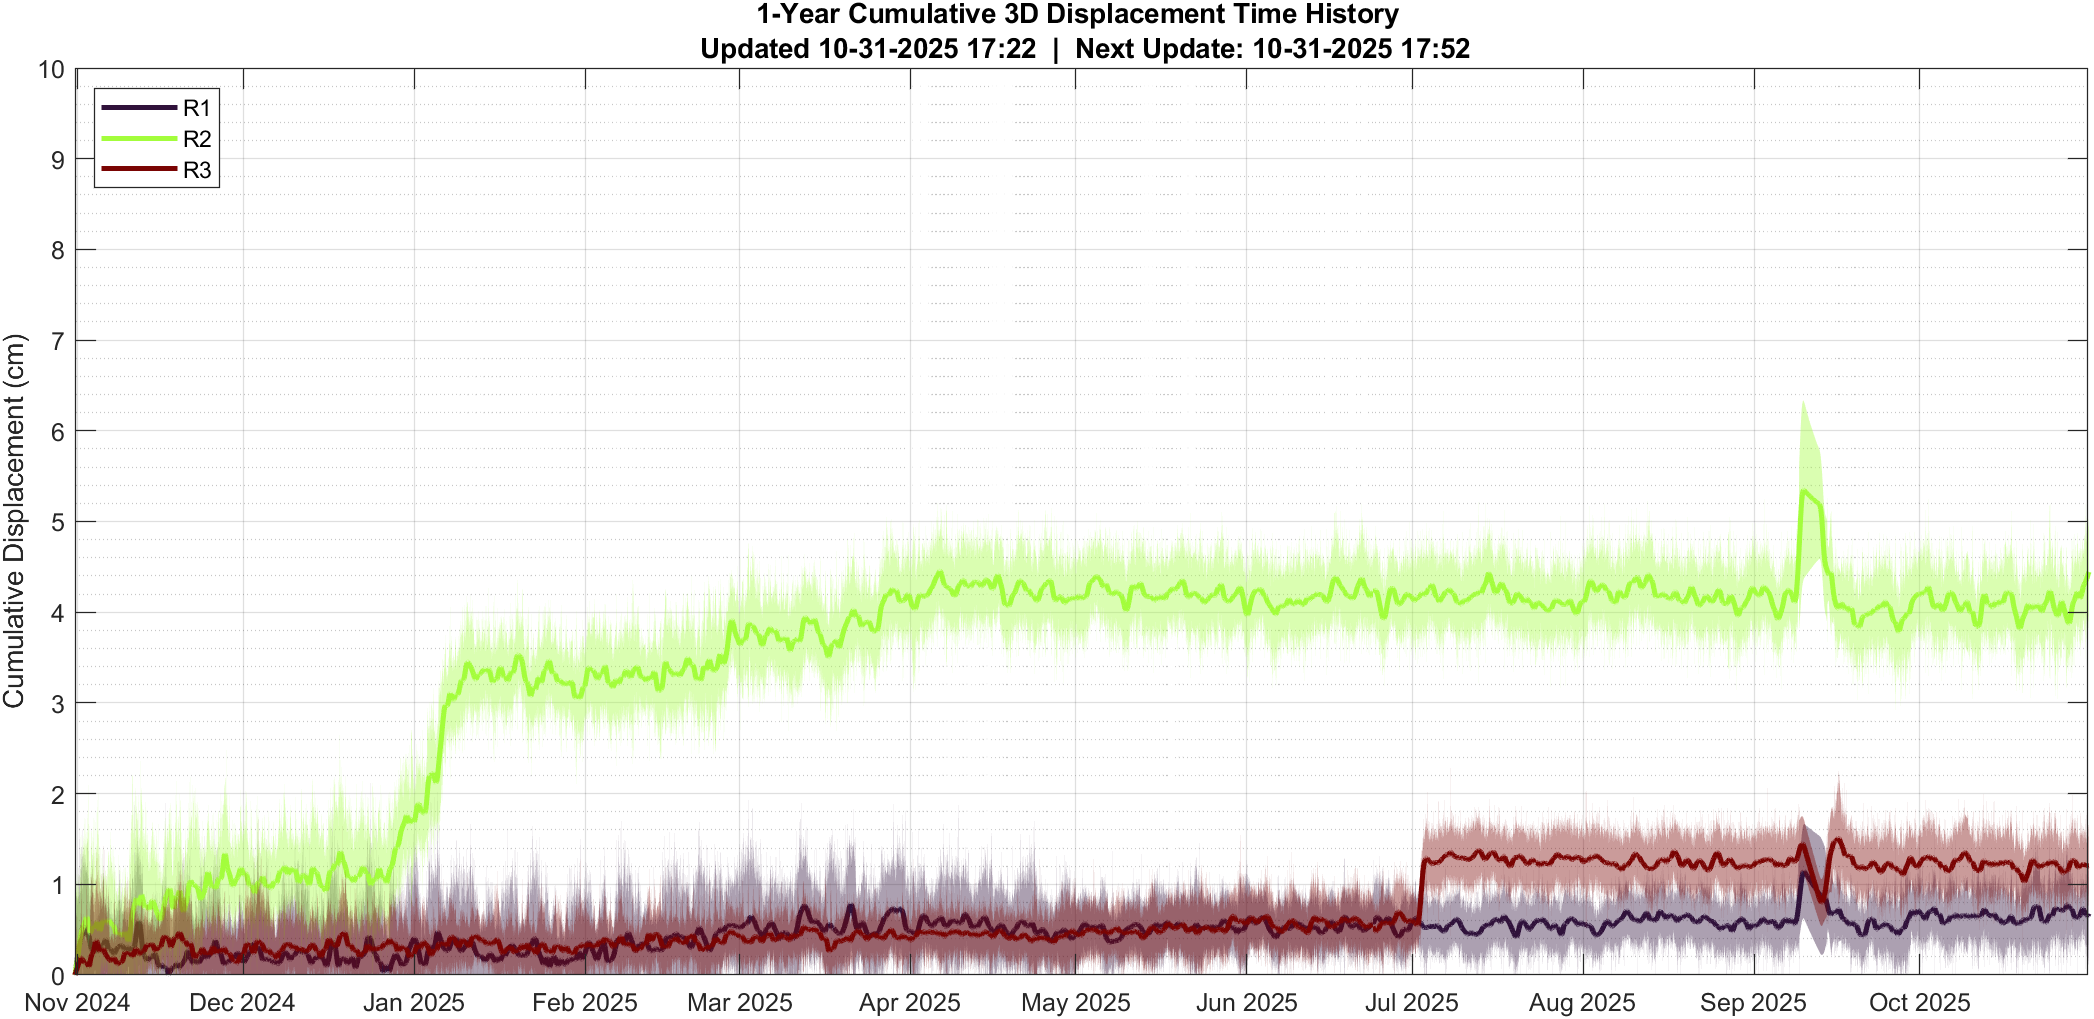 1-Year Cumulative 3D Displacement Time History
Updated 10-31-2025 17:22 | Next Update: 10-31-2025 17:52
Cumulative Displacement (cm)
10
9
8
7
6
5
4
3
2
1
0
R1
R2
R3
Nov 2024 Dec 2024 Jan 2025 Feb 2025 Mar 2025 Apr 2025 May 2025 Jun 2025 Jul 2025 Aug 2025 Sep 2025 Oct 2025